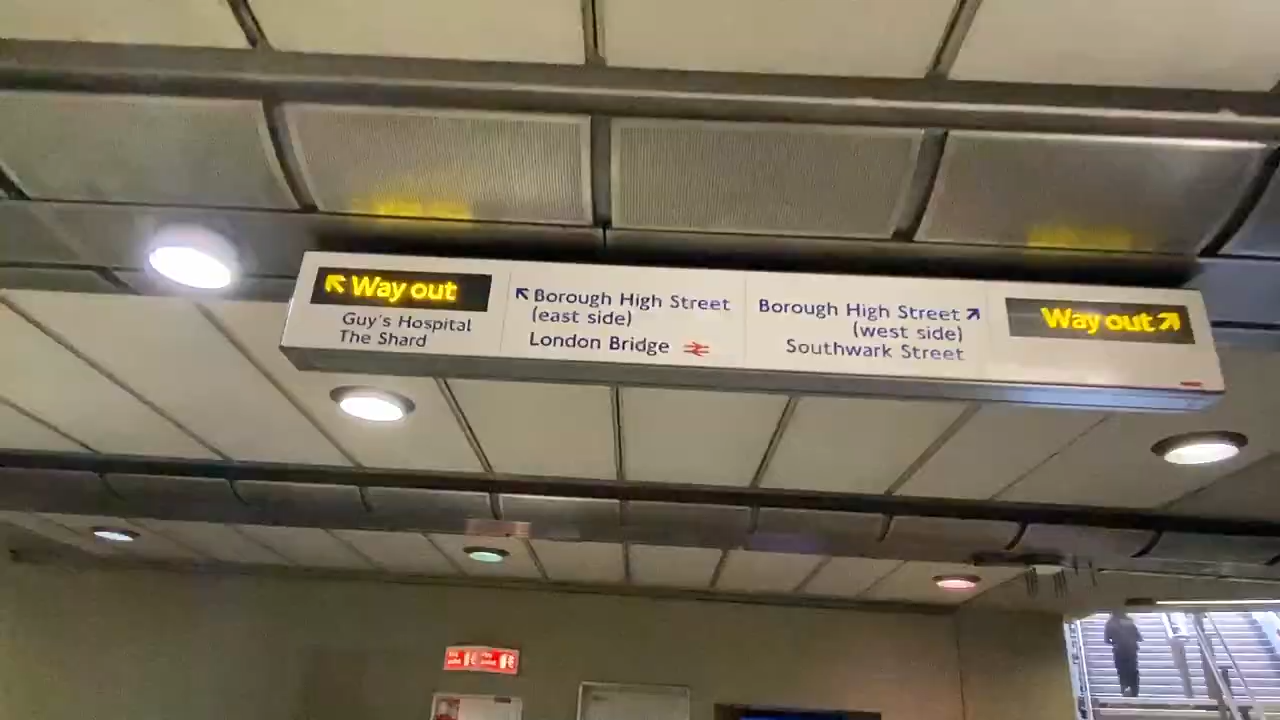 Way out
Guy's Hospital
The Shard
Borough High Street
(east side)
London Bridge
Borough High Street
(west side)
Southwark Street
Way out